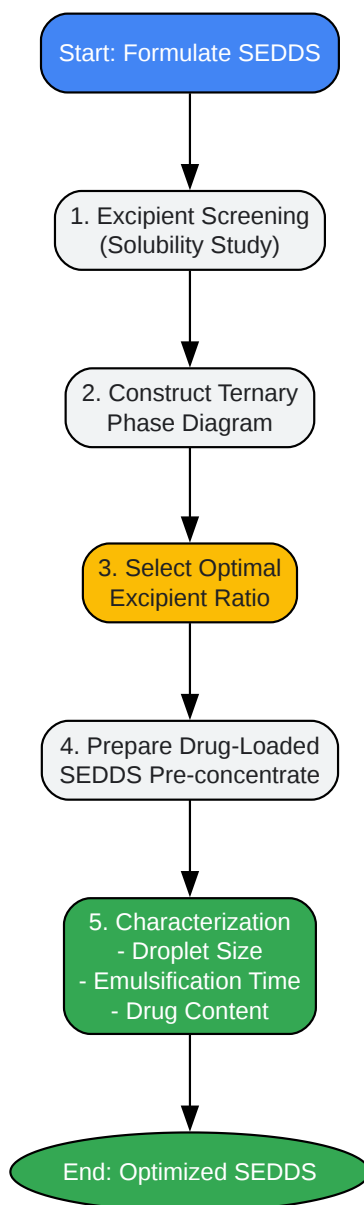 Start: Formulate SEDDS
1. Excipient Screening
(Solubility Study)
2. Construct Ternary
Phase Diagram
3. Select Optimal
Excipient Ratio
4. Prepare Drug-Loaded
SEDDS Pre-concentrate
5. Characterization
- Droplet Size
- Emulsification Time
- Drug Content
End: Optimized SEDDS